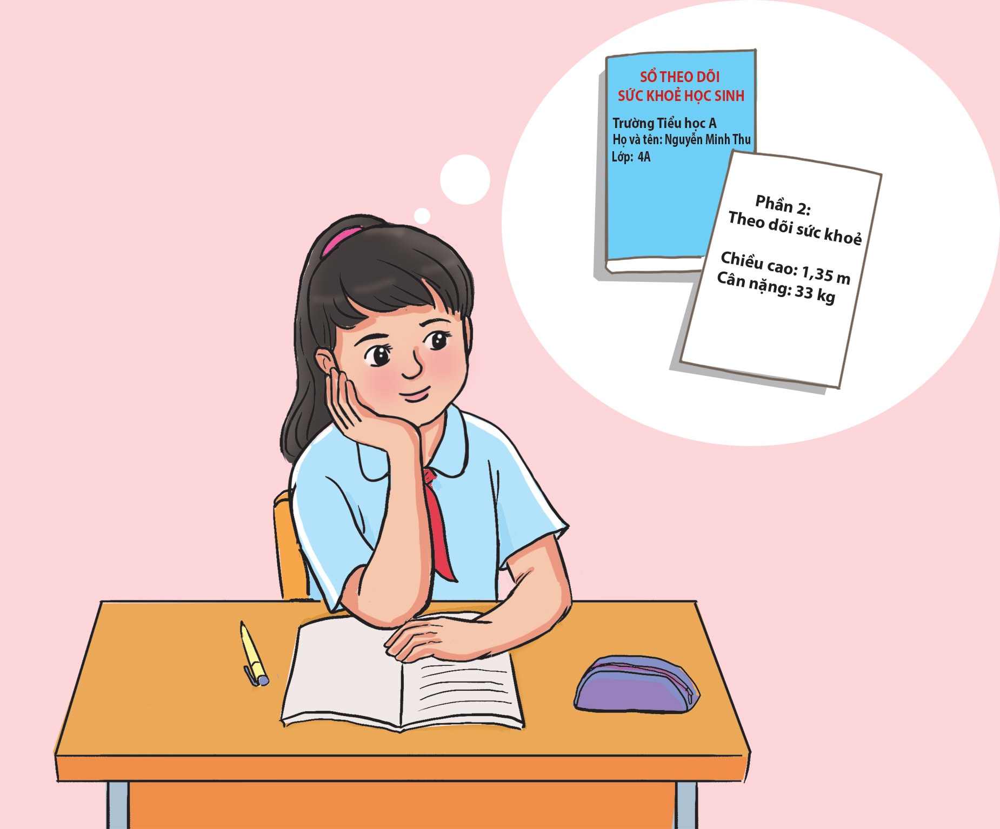 SỔ THEO DÕI
SỨC KHOẺ HỌC SINH
Trường Tiểu học A
Họ và tên: Nguyễn Minh Thu
Lớp: 4A
Phần 2:
Theo dõi sức khoẻ
Chiều cao: 1,35 m
Cân nặng: 33 kg